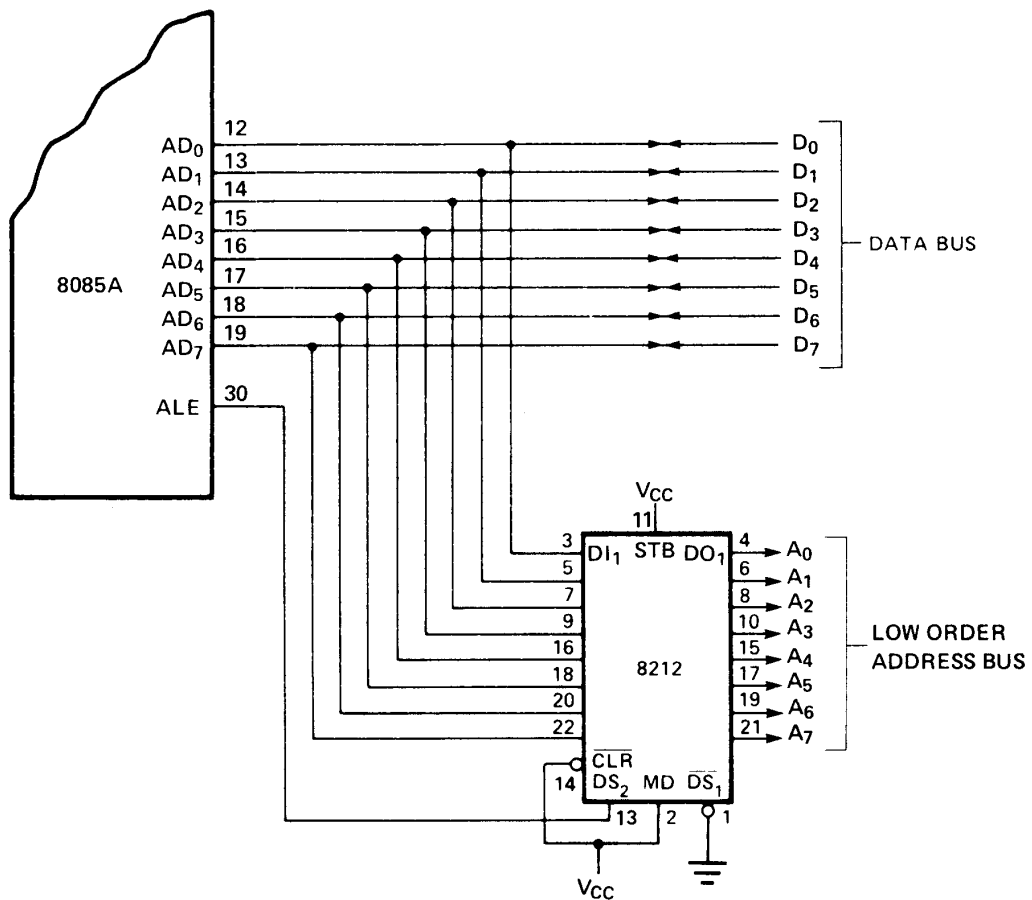 12
AD0 D0
13
AD1 D1
14
AD2 D2
15
AD3 D3
16
AD4 D4
DATA BUS
17
8085A
AD5 D5
18
AD6 D6
19
AD7 D7
30
ALE
VCC
11
3 DI1 STB DO1 4 A0
5 6 A1
7 8 A2
9 10 A3
LOW ORDER
ADDRESS BUS
16 15 A4
8212
18 17 A5
20 19 A6
22 21 A7
CLR
14 DS2 MD DS1
13 2 1
VCC